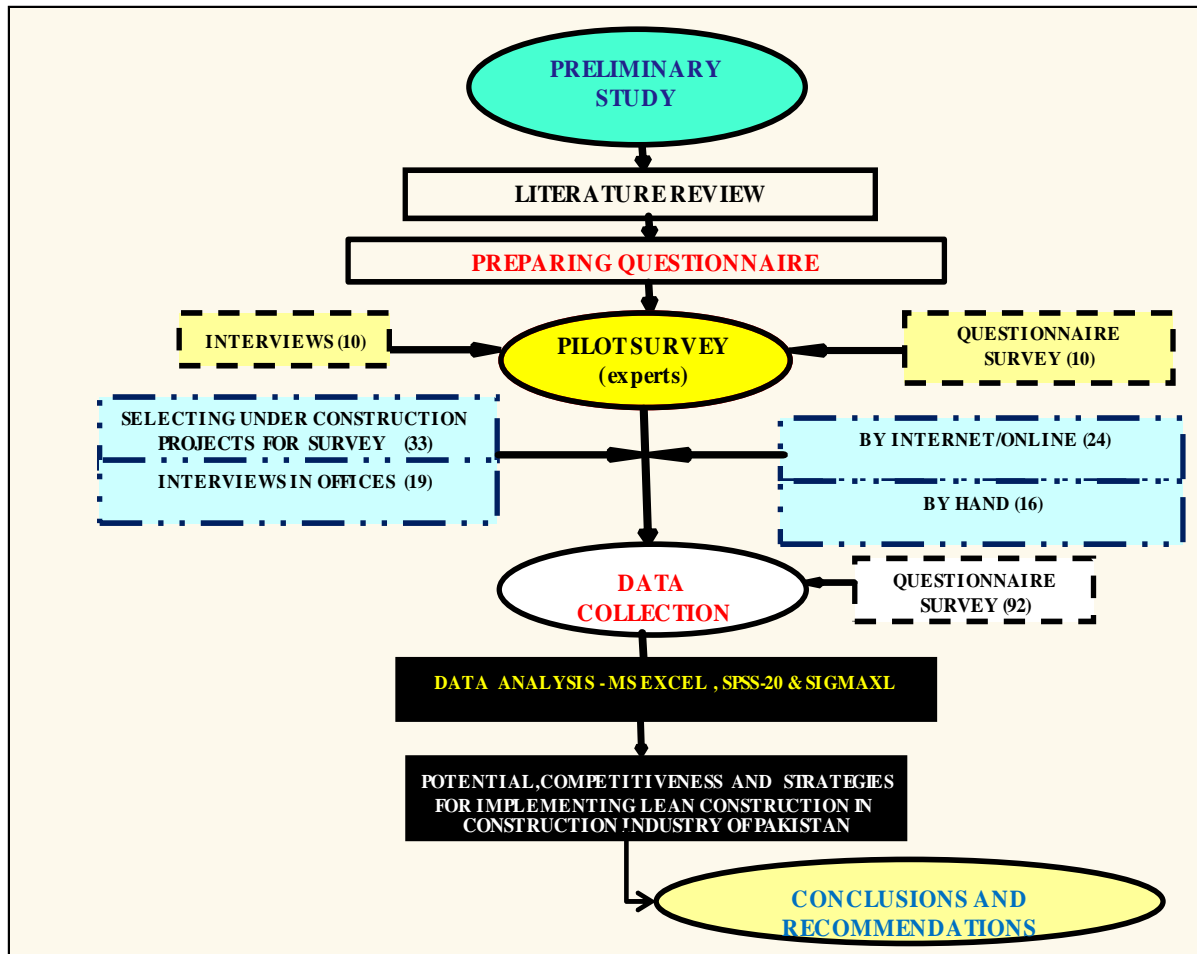 PRELIMINARY
STUDY
LITERATURE REVIEW
PREPARING QUESTIONNAIRE
INTERVIEWS (10)
PILOT SURVEY
(experts)
QUESTIONNAIRE
SURVEY (10)
SELECTING UNDER CONSTRUCTION
PROJECTS FOR SURVEY (33)
INTERVIEWS IN OFFICES (19)
BY INTERNET/ONLINE (24)
BY HAND (16)
DATA
COLLECTION
QUESTIONNAIRE
SURVEY (92)
DATA ANALYSIS - MS EXCEL , SPSS-20 & SIGMAXL
POTENTIAL, COMPETITIVENESS AND STRATEGIES
FOR IMPLEMENTING LEAN CONSTRUCTION IN
CONSTRUCTION INDUSTRY OF PAKISTAN
CONCLUSIONS AND
RECOMMENDATIONS